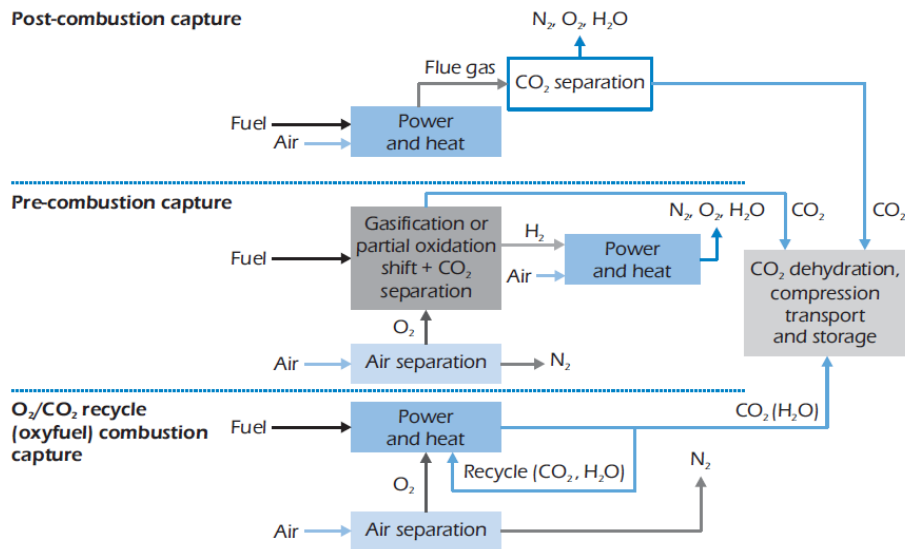 Post-combustion capture
N₂, O₂, H₂O
Flue gas
CO₂ separation
Fuel
Air
Power
and heat
CO₂
CO₂
Pre-combustion capture
Gasification or
partial oxidation
shift + CO₂
separation
Fuel
H₂
Air
Power
and heat
N₂, O₂, H₂O
CO₂ dehydration,
compression
transport
and storage
O₂
Air
Air separation
N₂
O₂/CO₂ recycle
(oxyfuel) combustion
capture
Fuel
Power
and heat
CO₂ (H₂O)
Recycle (CO₂, H₂O)
N₂
O₂
Air
Air separation